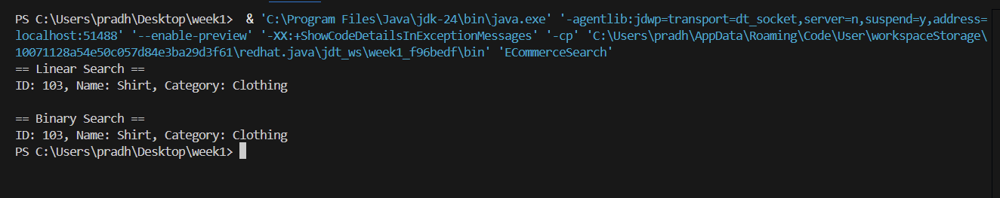 PS C:\Users\pradh\Desktop\week1>  & 'C:\Program Files\Java\jdk-24\bin\java.exe' '-agentlib:jdwp=transport=dt_socket,server=n,suspend=y,address=
localhost:51488' '--enable-preview' '-XX:+ShowCodeDetailsInExceptionMessages' '-cp' 'C:\Users\pradh\AppData\Roaming\Code\User\workspaceStorage\
10071128a54e50c057d84e3ba29d3f61\redhat.java\jdt_ws\week1_f96bedf\bin' 'ECommerceSearch'
== Linear Search ==
ID: 103, Name: Shirt, Category: Clothing

== Binary Search ==
ID: 103, Name: Shirt, Category: Clothing
PS C:\Users\pradh\Desktop\week1>